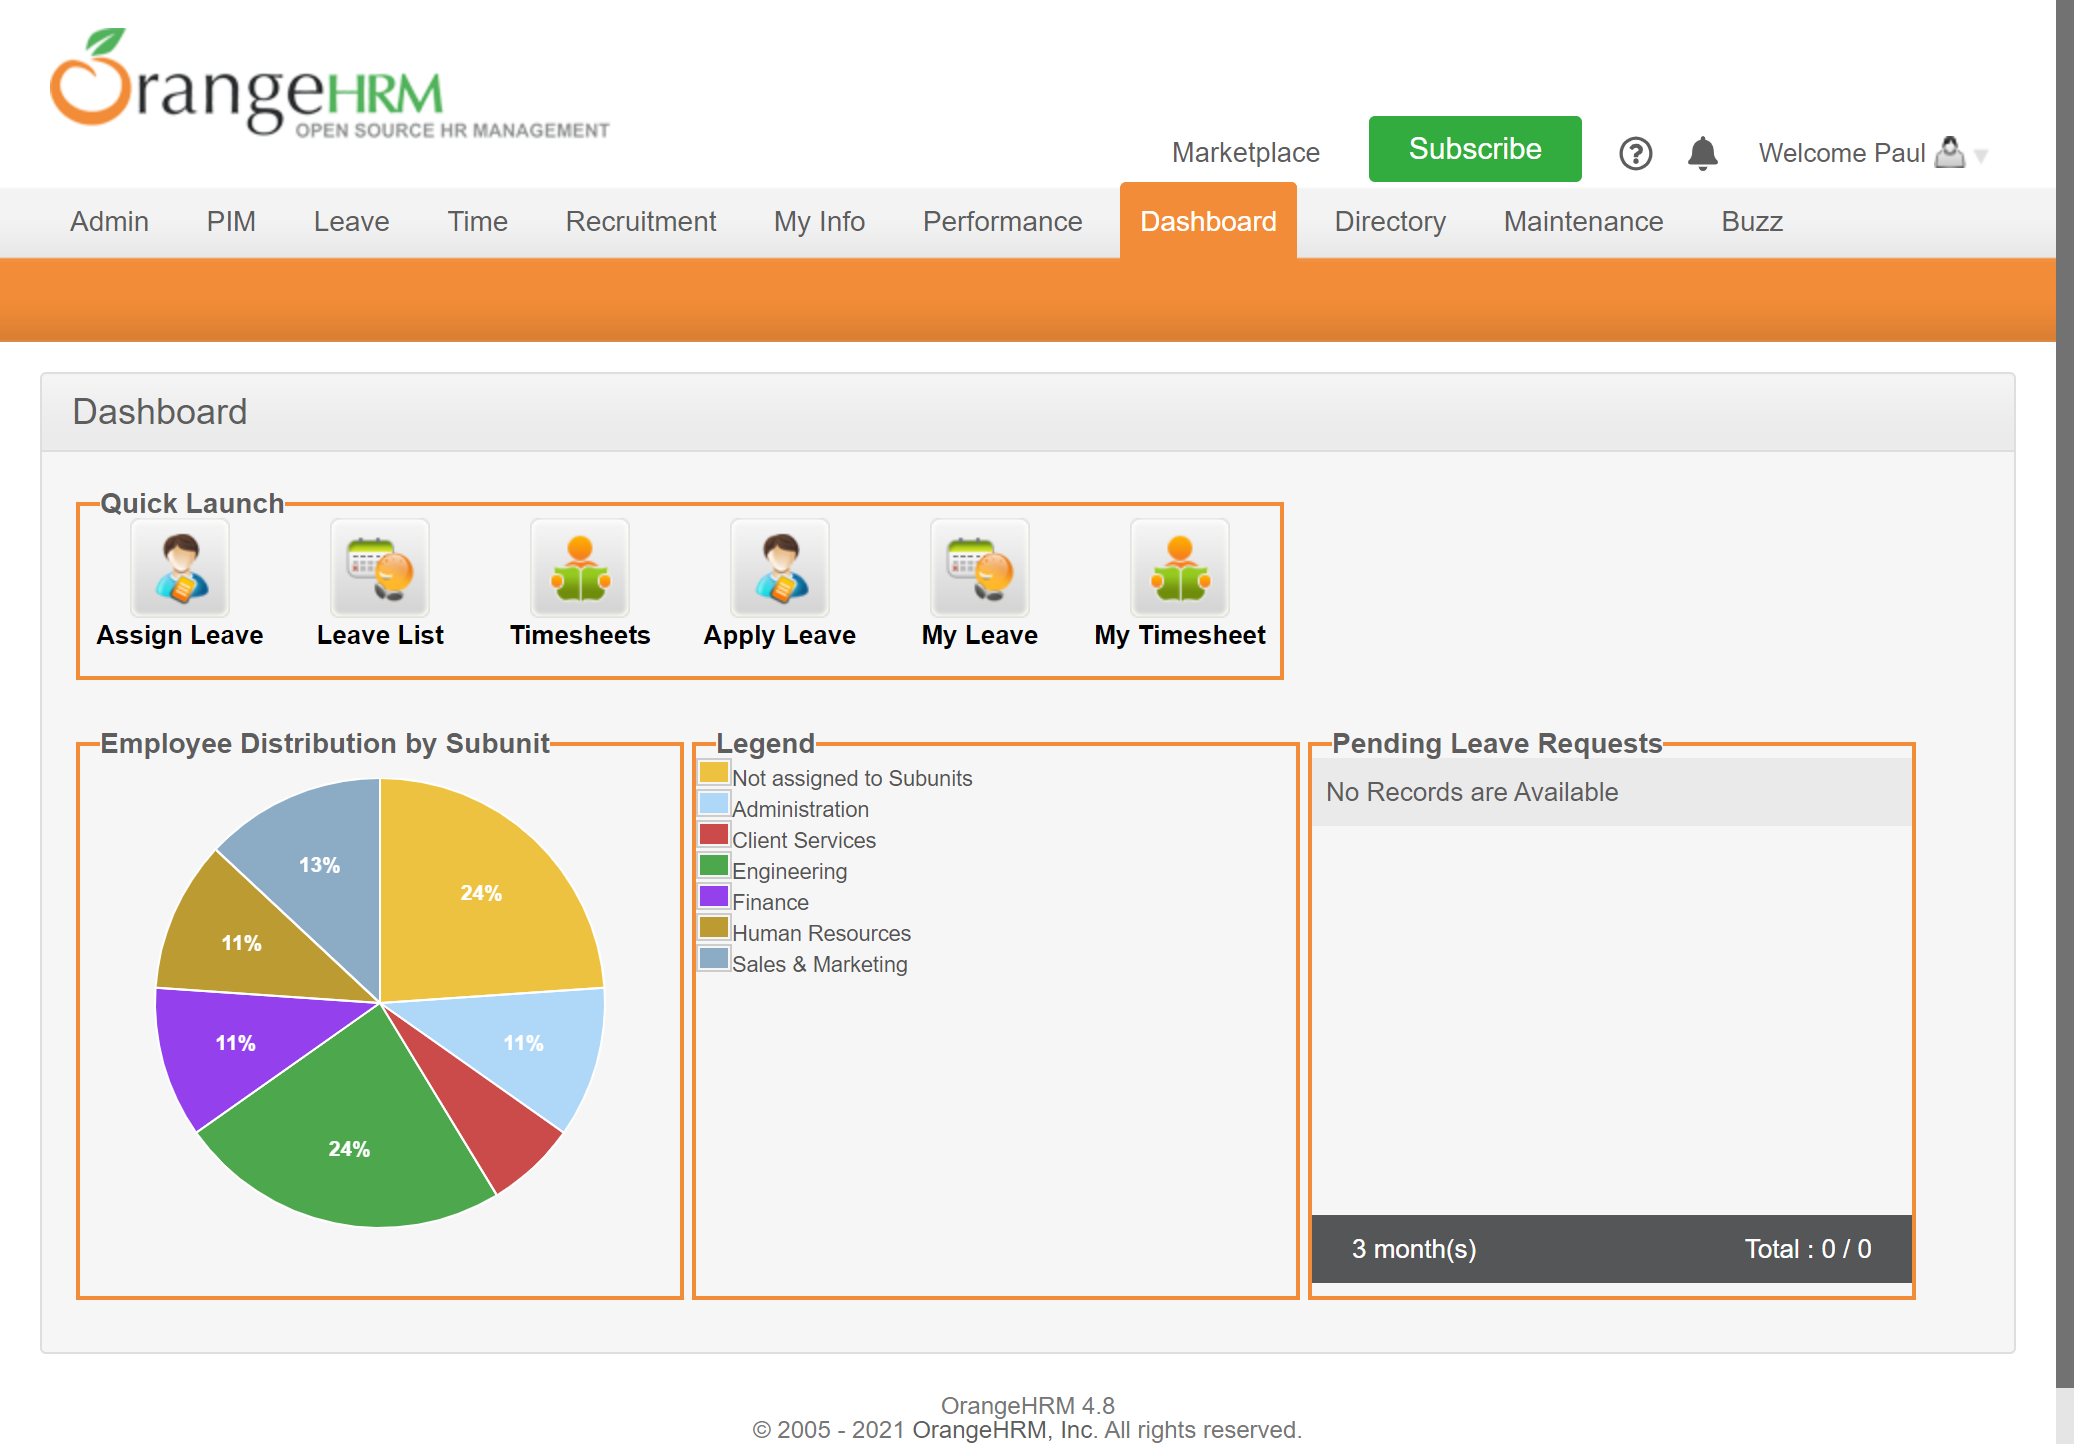 OrangeHRM
OPEN SOURCE HR MANAGEMENT
Marketplace Subscribe ? Welcome Paul
Admin PIM Leave Time Recruitment My Info Performance Dashboard Directory Maintenance Buzz
Dashboard
Quick Launch
Assign Leave Leave List Timesheets Apply Leave My Leave My Timesheet
Employee Distribution by Subunit
13%
24%
11%
11%
11%
24%
Legend
Not assigned to Subunits
Administration
Client Services
Engineering
Finance
Human Resources
Sales & Marketing
Pending Leave Requests
No Records are Available
3 month(s) Total : 0 / 0
OrangeHRM 4.8
© 2005 - 2021 OrangeHRM, Inc. All rights reserved.